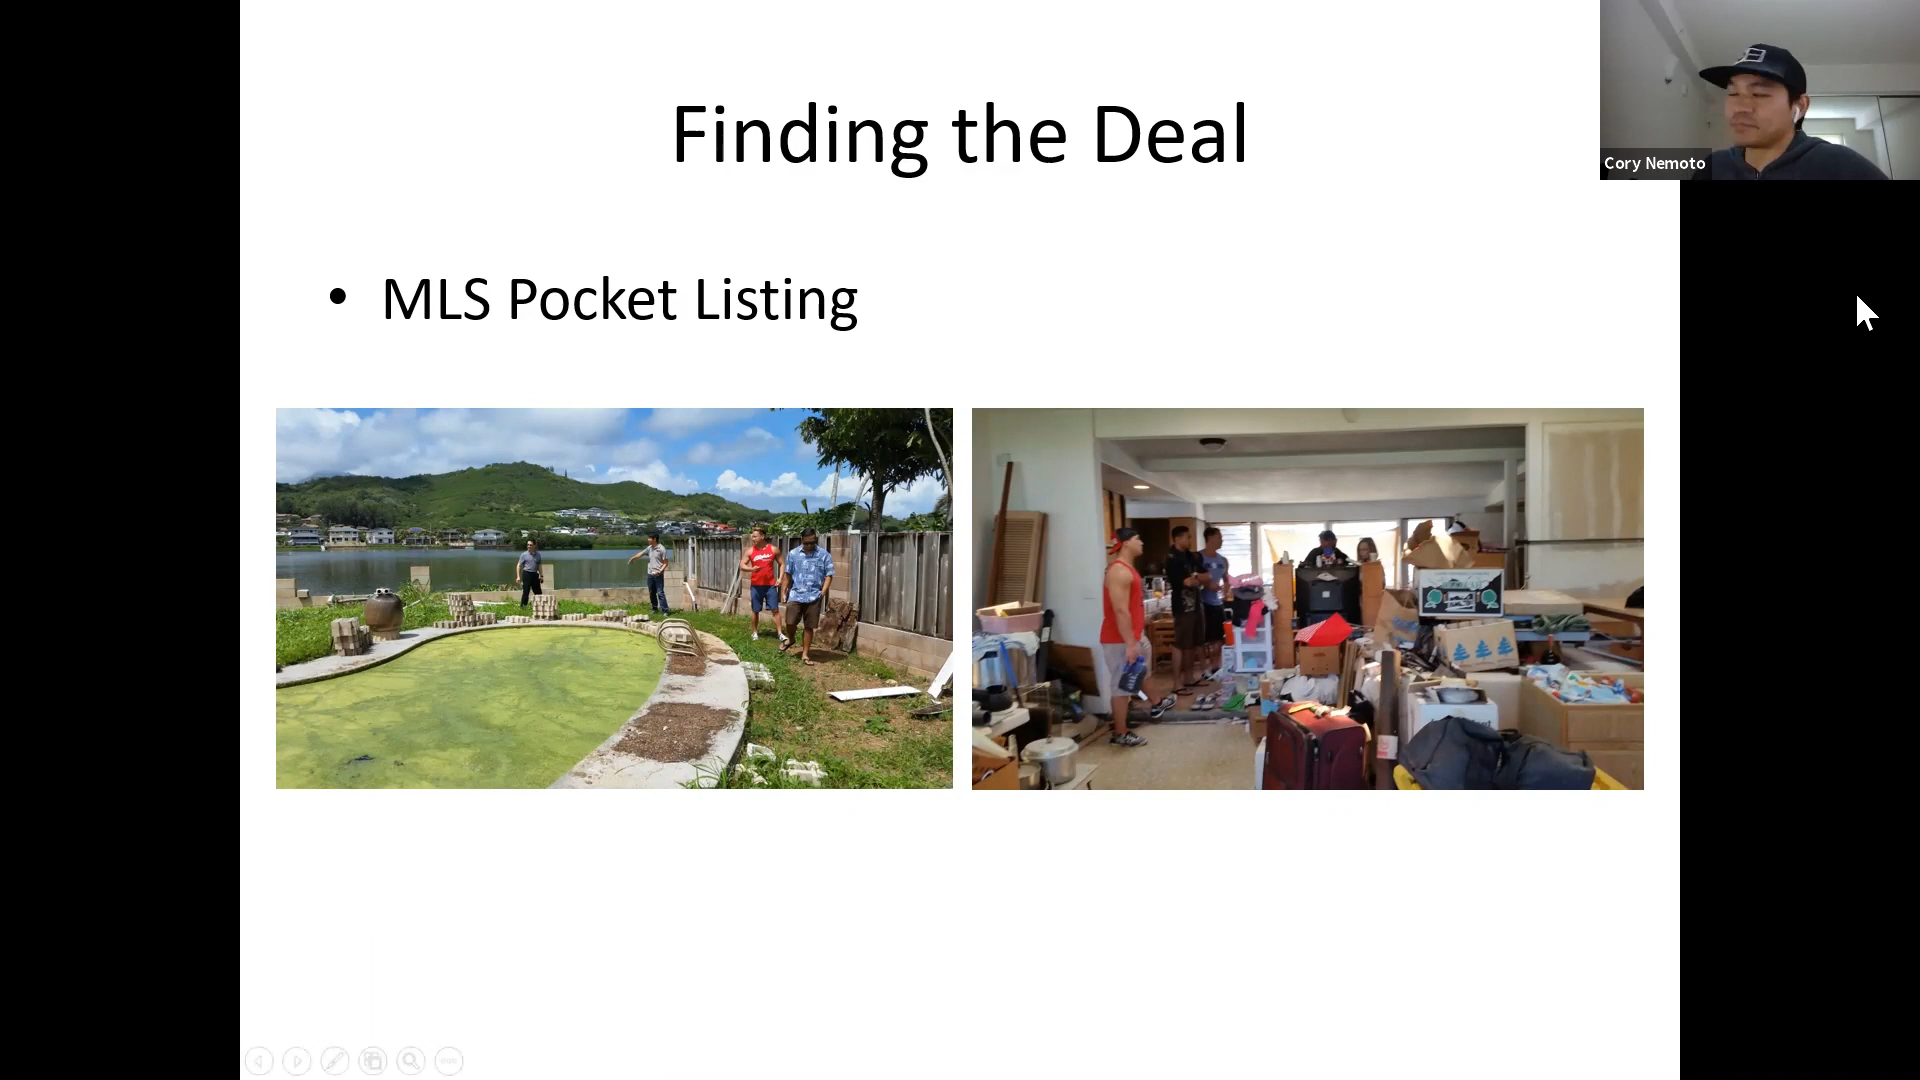 Finding the Deal
Cory Nemoto
• MLS Pocket Listing